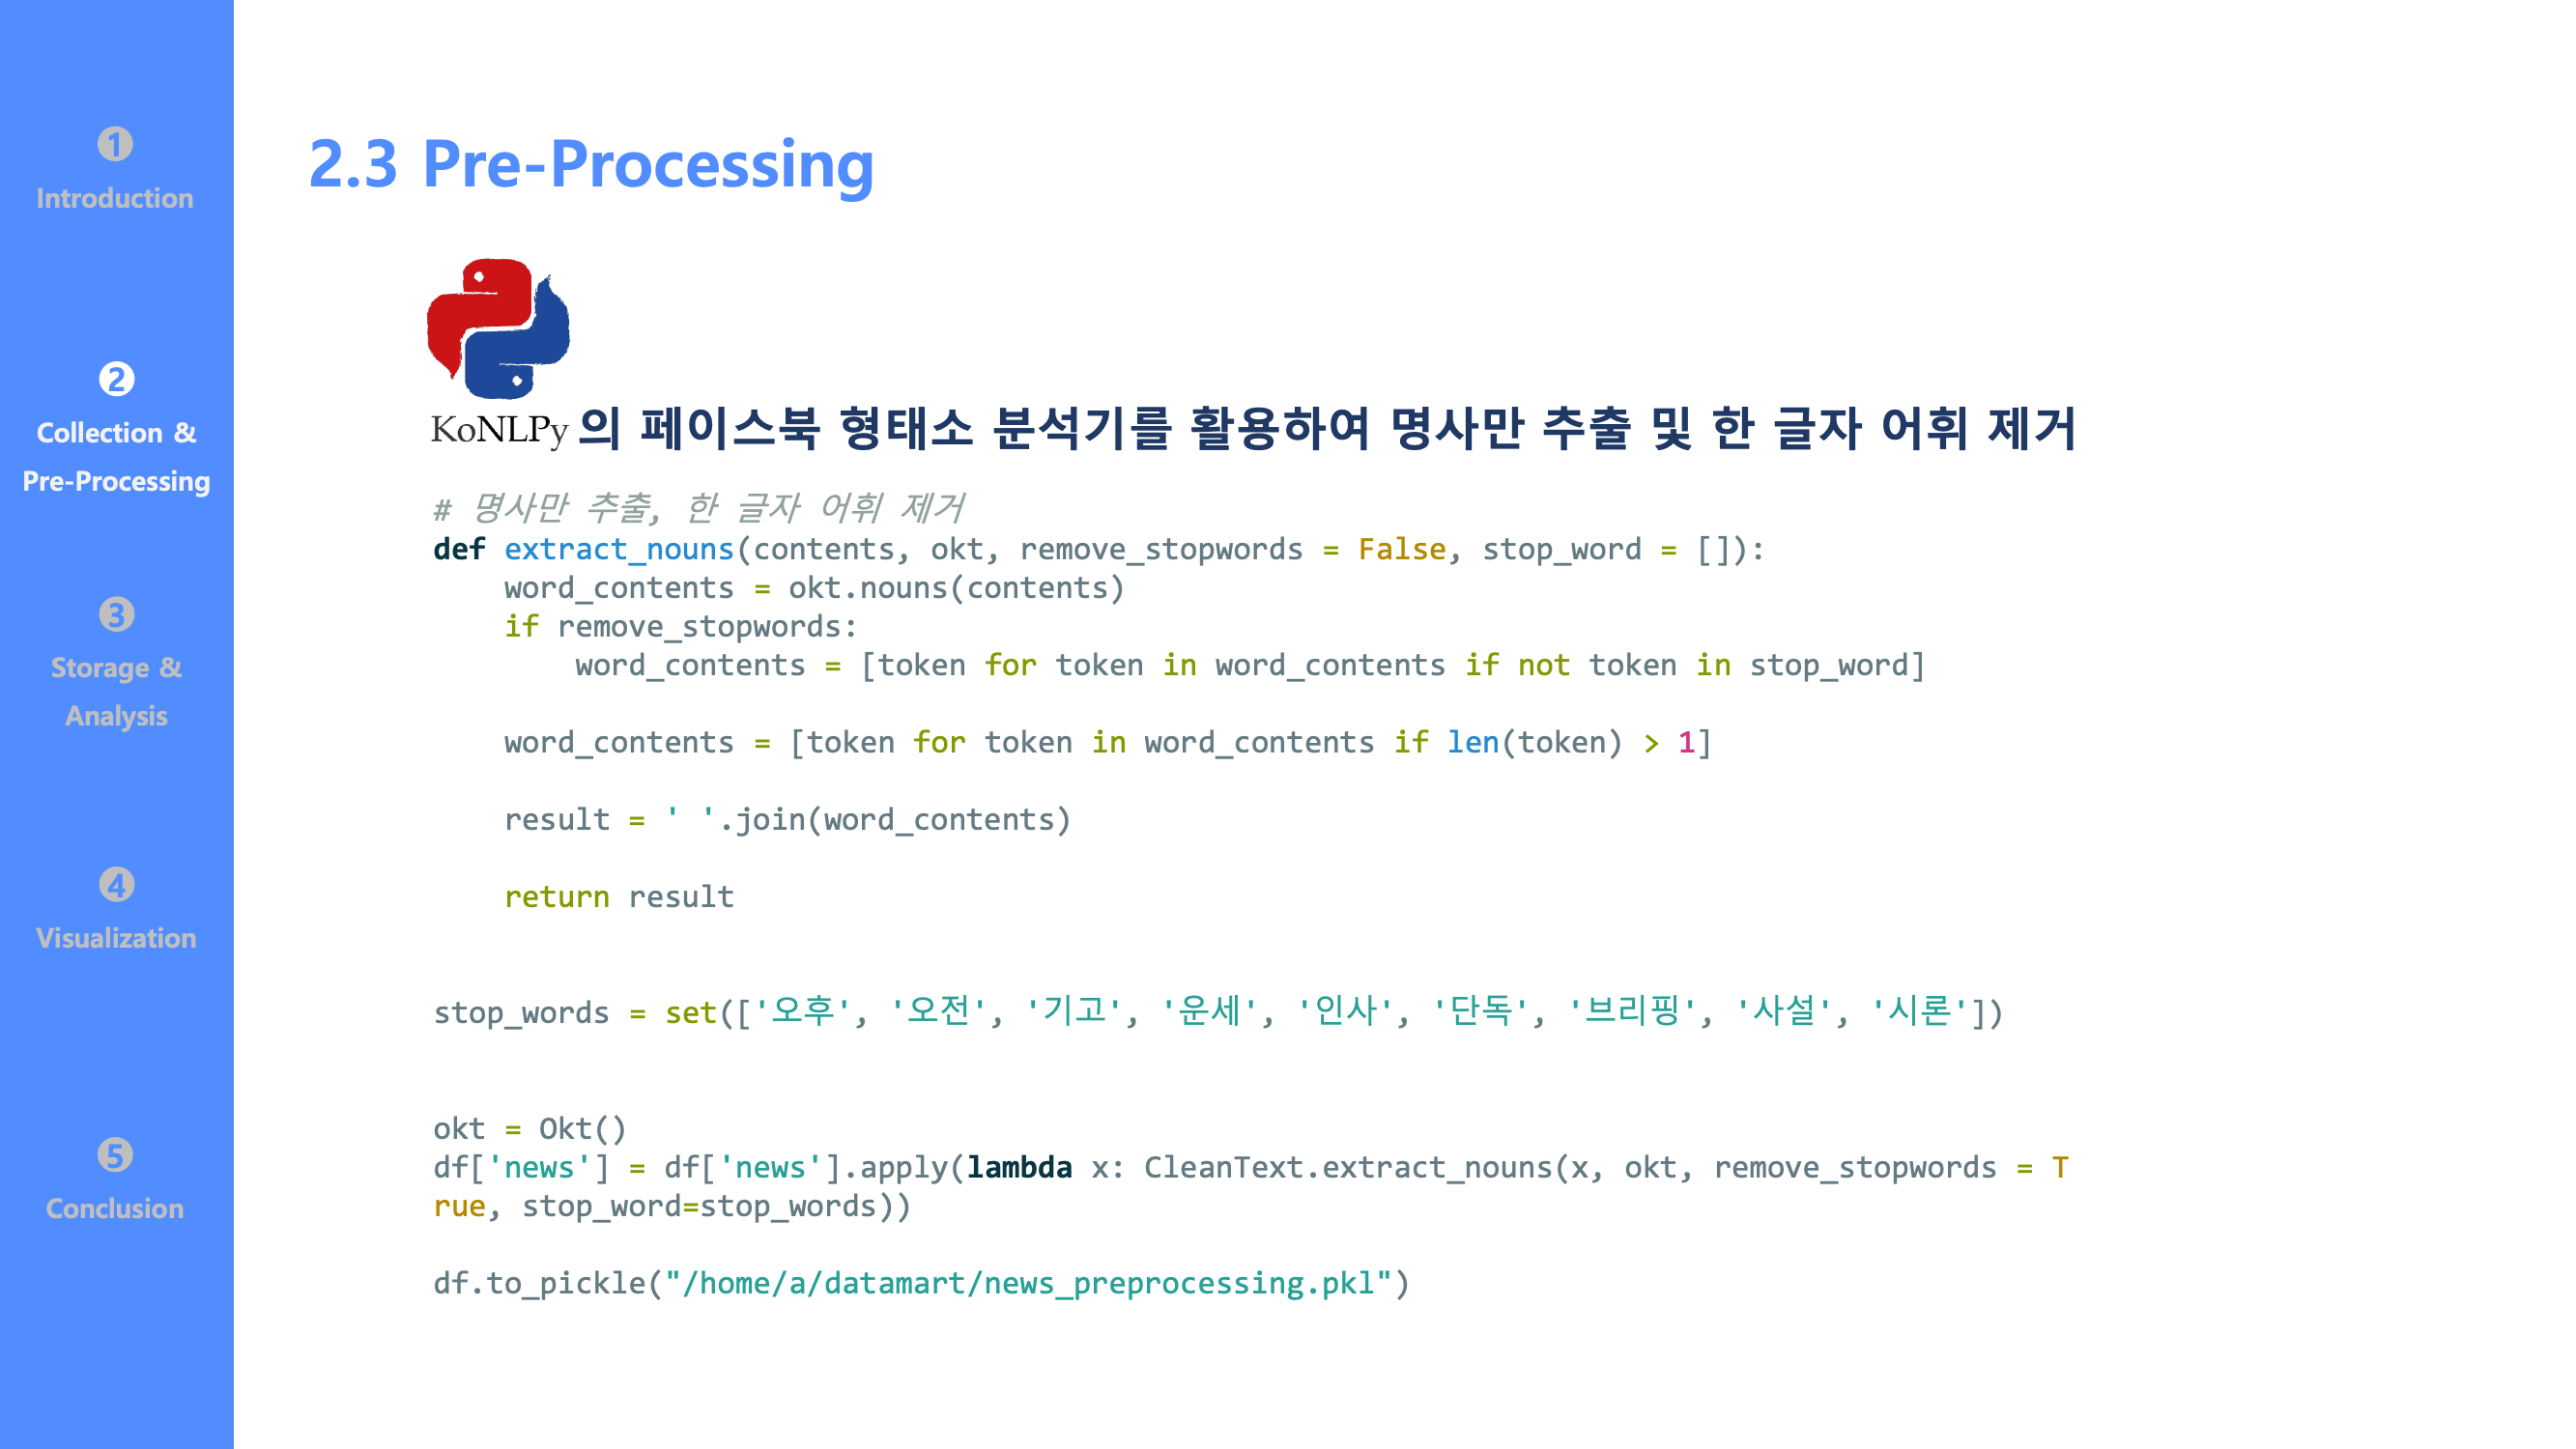 ❶
Introduction
❷
Collection &
Pre-Processing
❸
Storage &
Analysis
❹
Visualization
❺
Conclusion
2.3 Pre-Processing
KoNLPy 의 페이스북 형태소 분석기를 활용하여 명사만 추출 및 한 글자 어휘 제거
# 명사만 추출, 한 글자 어휘 제거
def extract_nouns(contents, okt, remove_stopwords = False, stop_word = []):
    word_contents = okt.nouns(contents)
    if remove_stopwords:
        word_contents = [token for token in word_contents if not token in stop_word]
    word_contents = [token for token in word_contents if len(token) > 1]
    result = ' '.join(word_contents)
    return result
stop_words = set(['오후', '오전', '기고', '운세', '인사', '단독', '브리핑', '사설', '시론'])
okt = Okt()
df['news'] = df['news'].apply(lambda x: CleanText.extract_nouns(x, okt, remove_stopwords = T
rue, stop_word=stop_words))
df.to_pickle("/home/a/datamart/news_preprocessing.pkl")